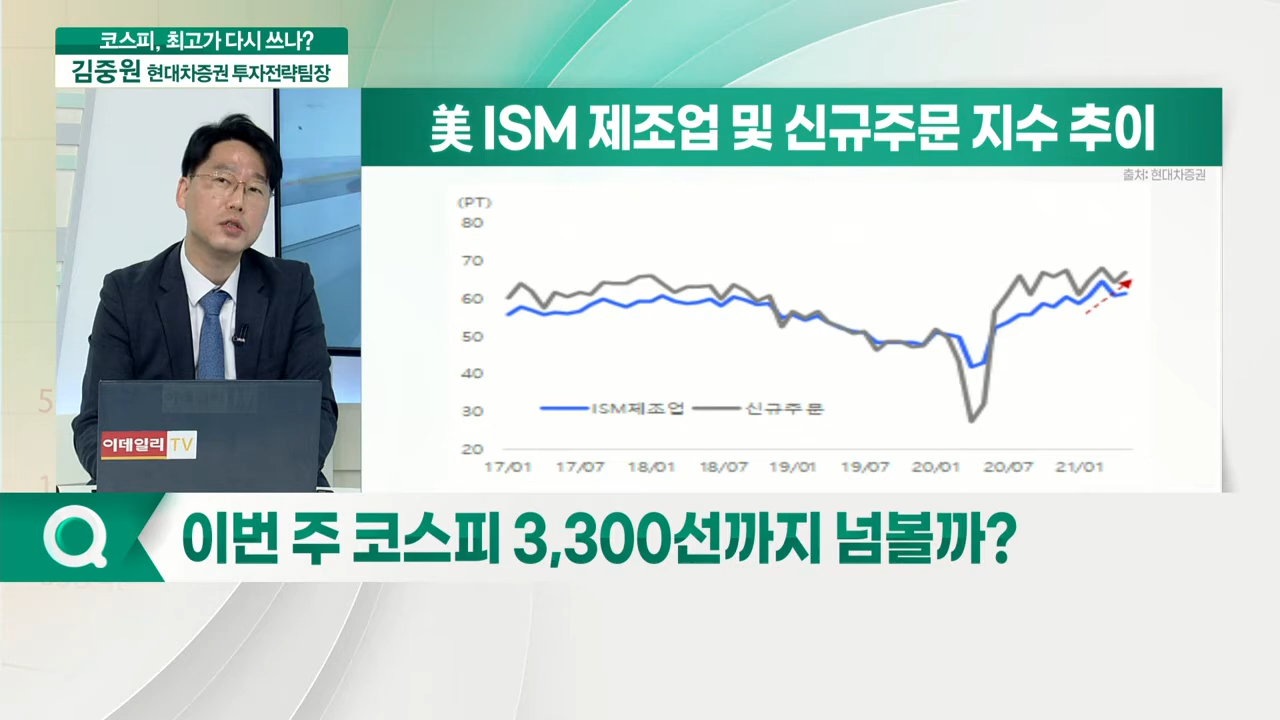 코스피, 최고가 다시 쓰나?
김중원 현대차증권 투자전략팀장
美 ISM 제조업 및 신규주문 지수 추이
출처: 현대차증권
(PT)
80
70
60
50
40
30
20
ISM제조업 신규주문
17/01 17/07 18/01 18/07 19/01 19/07 20/01 20/07 21/01
이데일리 TV
5
1
Q 이번 주 코스피 3,300선까지 넘볼까?